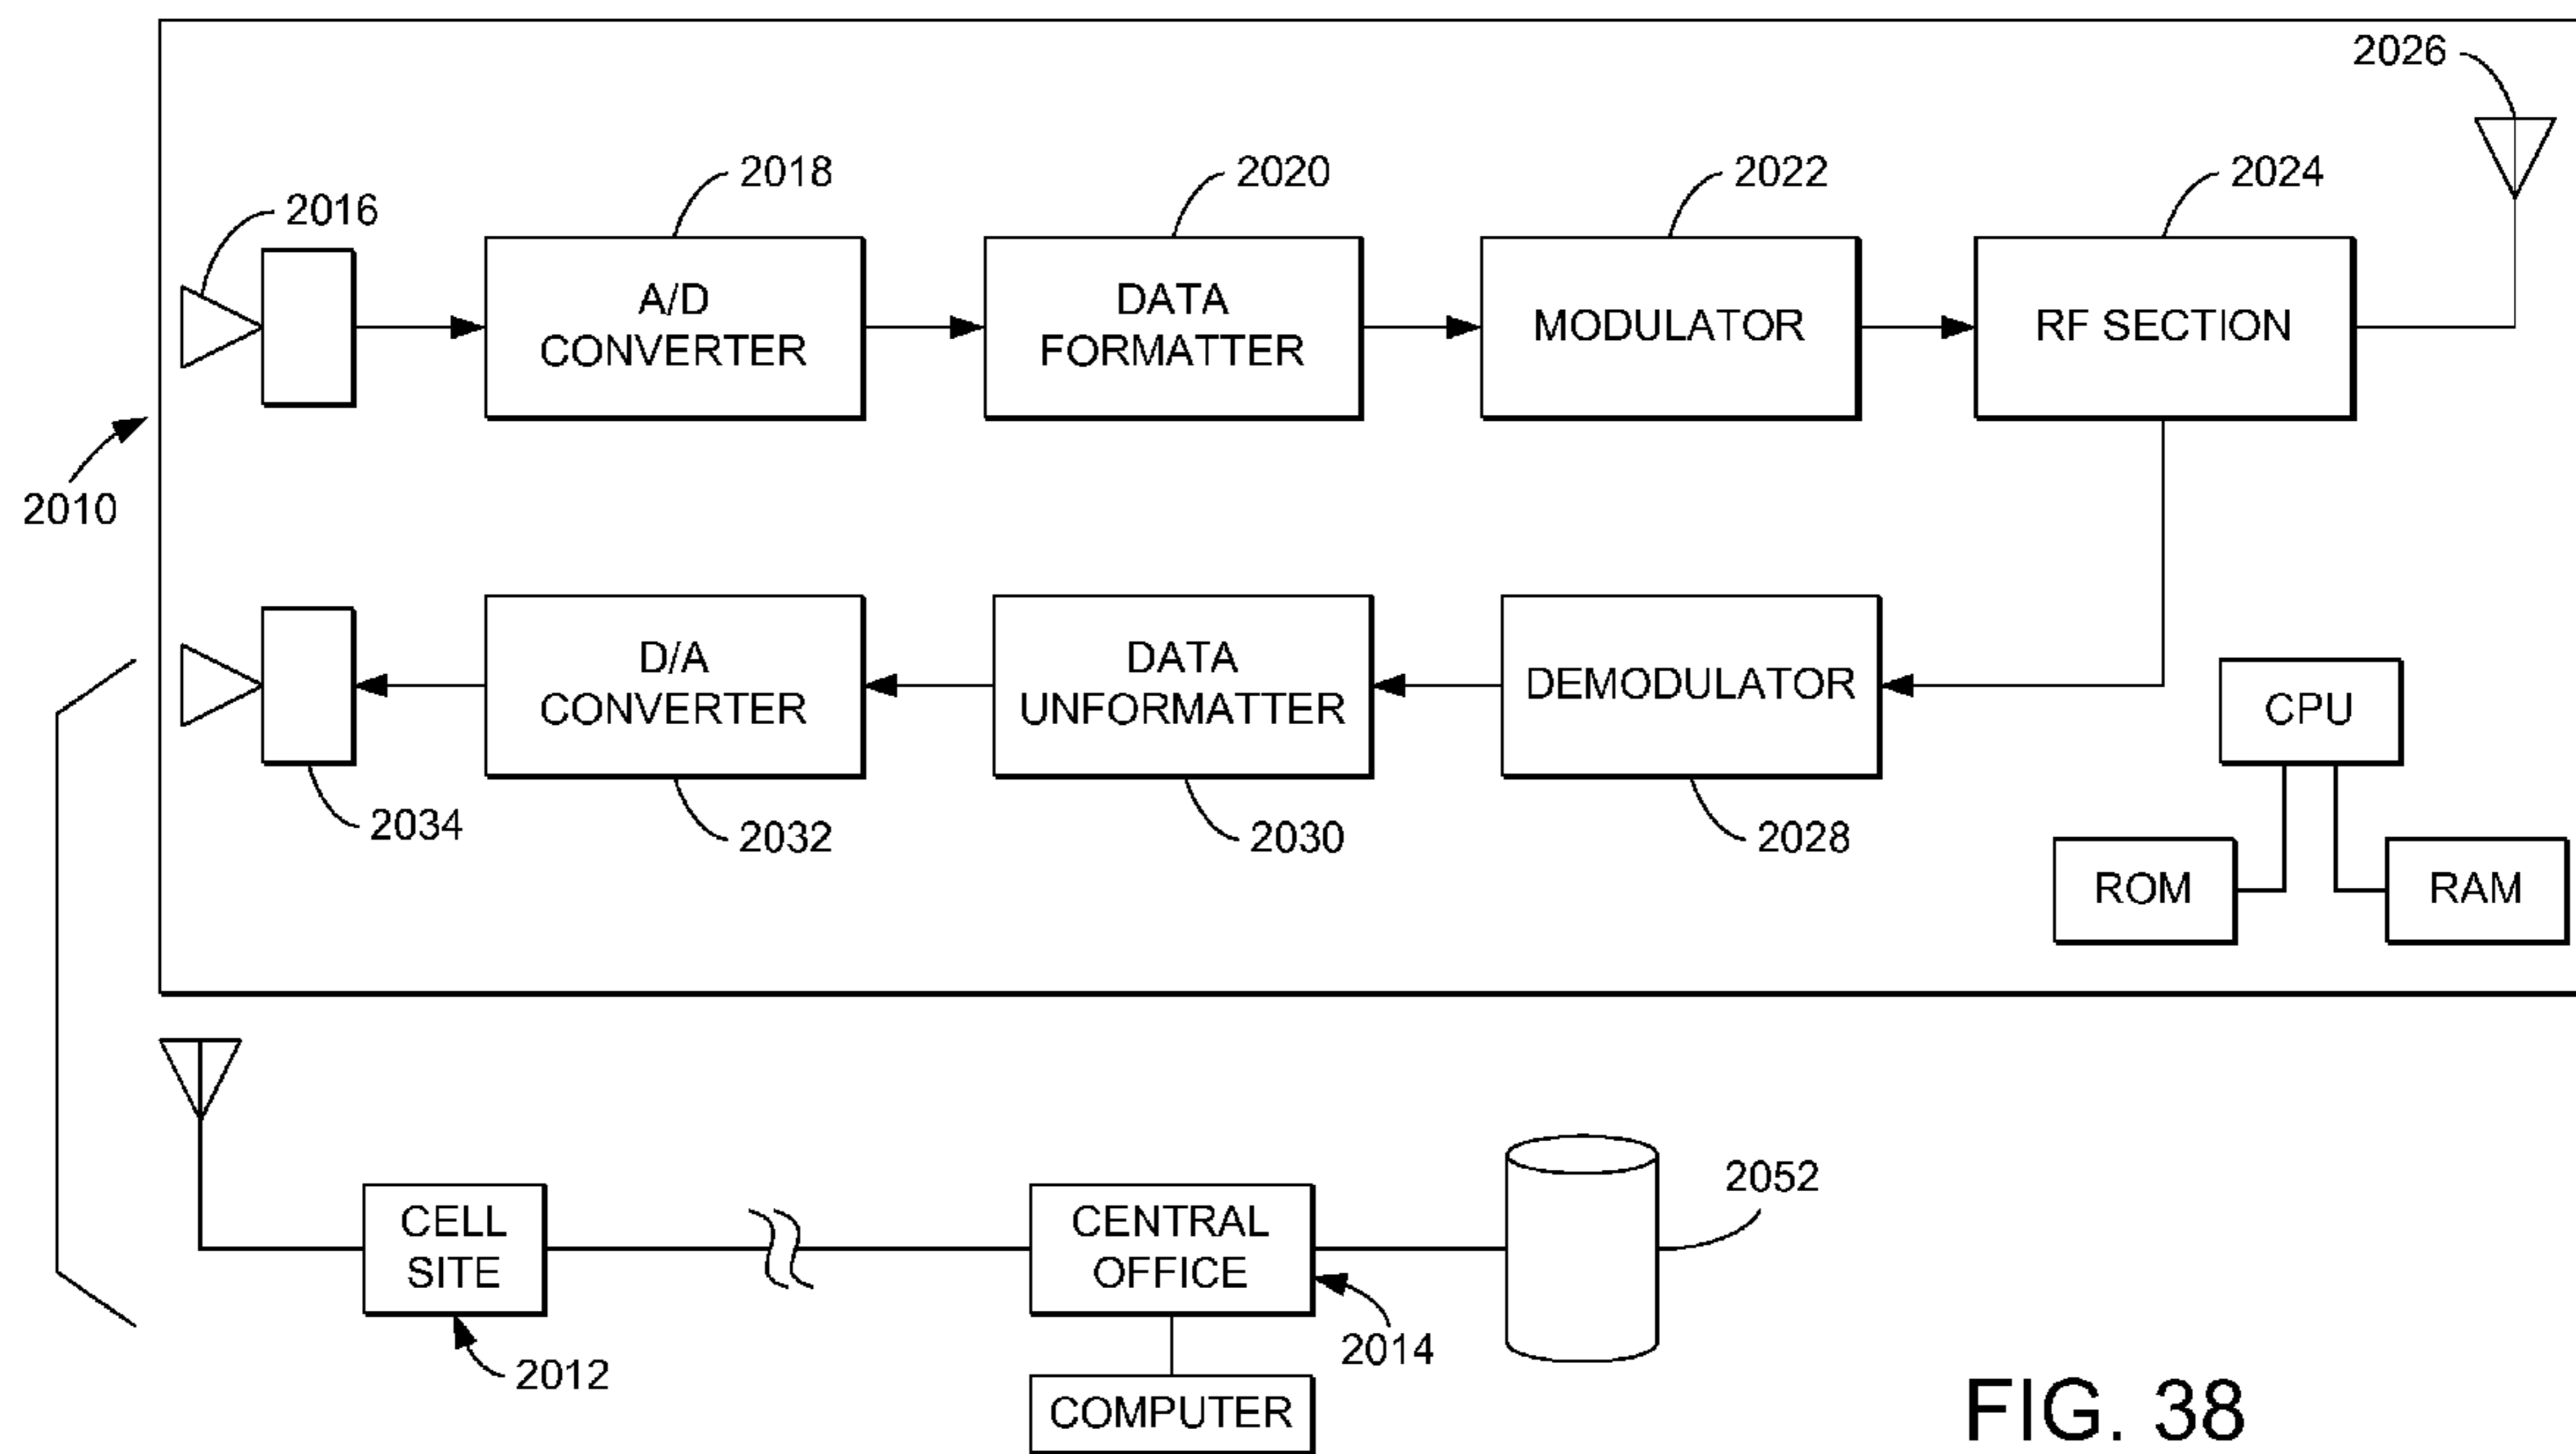 2026
2018
2020
2022
2024
2016
A/D
CONVERTER
DATA
FORMATTER
MODULATOR
RF SECTION
2010
D/A
CONVERTER
DATA
UNFORMATTER
DEMODULATOR
CPU
2034
2032
2030
2028
ROM
RAM
CELL
SITE
CENTRAL
OFFICE
2052
2014
2012
COMPUTER
FIG. 38